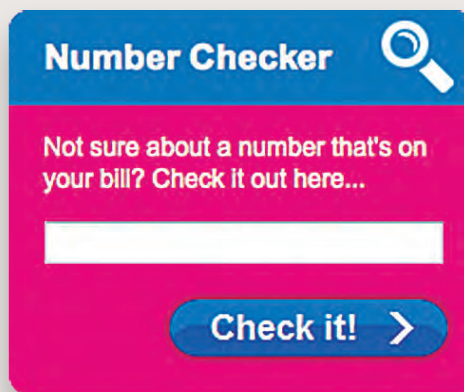 Number Checker
Not sure about a number that's on
your bill? Check it out here...
Check it!